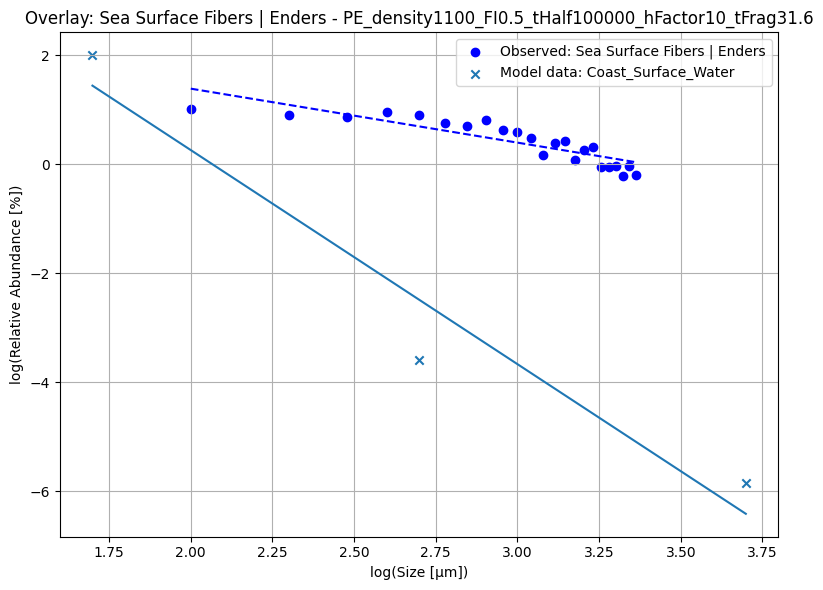 Overlay: Sea Surface Fibers | Enders - PE_density1100_FI0.5_tHalf100000_hFactor10_tFrag31.6
Observed: Sea Surface Fibers | Enders
Model data: Coast_Surface_Water
log(Relative Abundance [%])
2
0
−2
−4
−6
1.75
2.00
2.25
2.50
2.75
3.00
3.25
3.50
3.75
log(Size [µm])